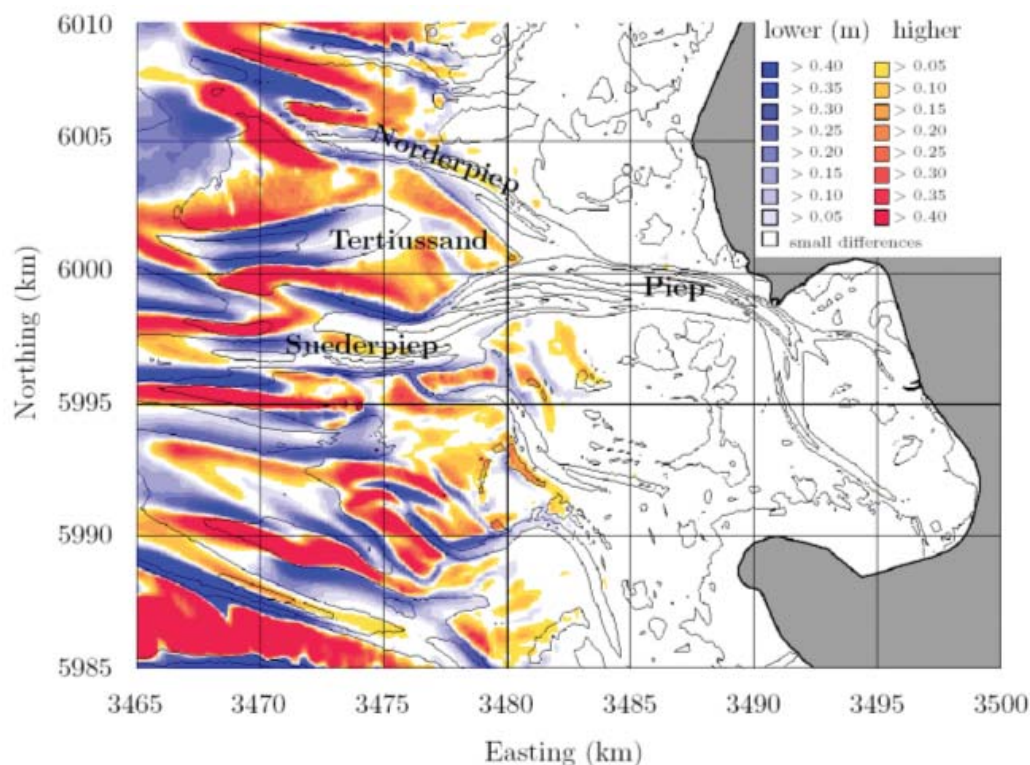 6010
6005
6000
5995
5990
5985
Northing (km)
lower (m) higher
> 0.40 > 0.05
> 0.35 > 0.10
> 0.30 > 0.15
> 0.25 > 0.20
> 0.20 > 0.25
> 0.15 > 0.30
> 0.10 > 0.35
> 0.05 > 0.40
small differences
Norderpiep
Tertiussand
Piep
Suederpiep
3465 3470 3475 3480 3485 3490 3495 3500
Easting (km)